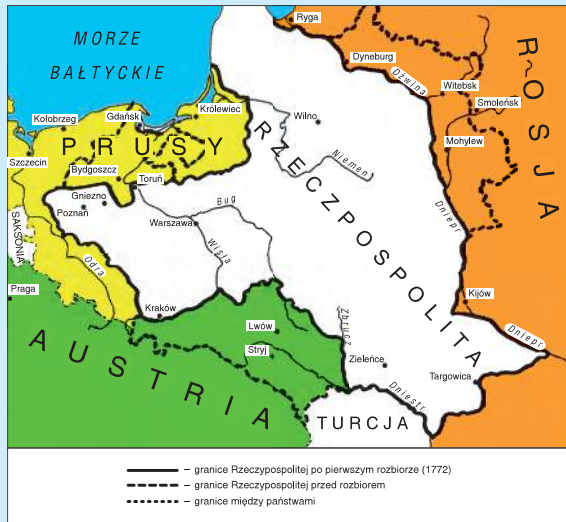 MORZE
BAŁTYCKIE
Ryga
Dyneburg
Dźwina
Witebsk
Smoleńsk
Mohylew
ROSJA
Gdańsk
Królewiec
Kołobrzeg
Wilno
Szczecin
PRUSY
Bydgoszcz
Toruń
Niemen
RZECZPOSPOLITA
Gniezno
Poznań
Bug
Warszawa
Wisła
Dniepr
SAKSONIA
Odra
Praga
Kraków
Kijów
Lwów
Stryj
Zbrucz
Zieleńce
Dniepr
Targowica
AUSTRIA
Dniestr
TURCJA
– granice Rzeczypospolitej po pierwszym rozbiorze (1772)
– granice Rzeczypospolitej przed rozbiorem
– granice między państwami